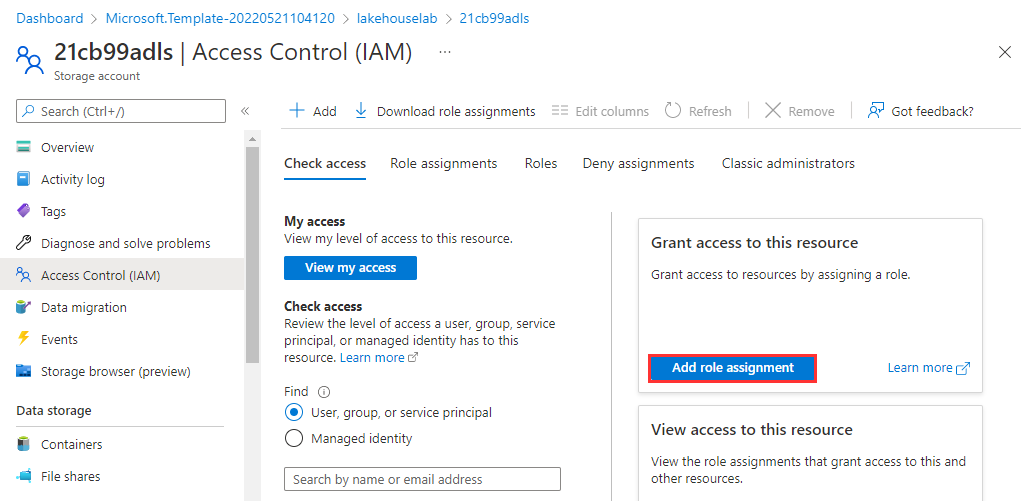 Dashboard > Microsoft.Template-20220521104120 > lakehouselab > 21cb99adls
21cb99adls | Access Control (IAM) ...
Storage account
Search (Ctrl+/) «
Add Download role assignments Edit columns Refresh Remove Got feedback?
Overview
Activity log
Tags
Diagnose and solve problems
Access Control (IAM)
Data migration
Events
Storage browser (preview)
Data storage
Containers
File shares
Check access Role assignments Roles Deny assignments Classic administrators
My access
View my level of access to this resource.
View my access
Check access
Review the level of access a user, group, service
principal, or managed identity has to this
resource. Learn more
Find
User, group, or service principal
Managed identity
Search by name or email address
Grant access to this resource
Grant access to resources by assigning a role.
Add role assignment Learn more
View access to this resource
View the role assignments that grant access to this and
other resources.